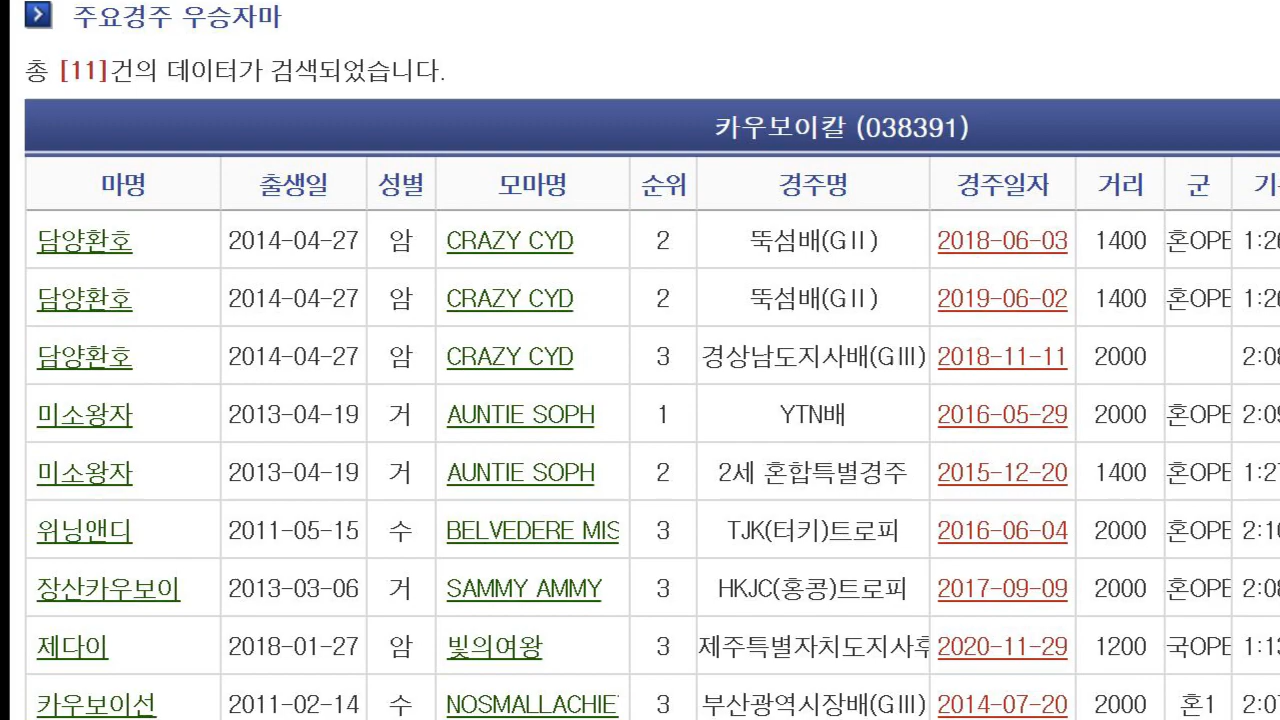 주요경주 우승자마
총 [11]건의 데이터가 검색되었습니다.
카우보이칼 (038391)
마명 출생일 성별 모마명 순위 경주명 경주일자 거리 군
담양환호 2014-04-27 암 CRAZY CYD 2 뚝섬배(GⅡ) 2018-06-03 1400 혼OPE 1:2
담양환호 2014-04-27 암 CRAZY CYD 2 뚝섬배(GⅡ) 2019-06-02 1400 혼OPE 1:2
담양환호 2014-04-27 암 CRAZY CYD 3 경상남도지사배(GⅢ) 2018-11-11 2000 2:0
미소왕자 2013-04-19 거 AUNTIE SOPH 1 YTN배 2016-05-29 2000 혼OPE 2:0
미소왕자 2013-04-19 거 AUNTIE SOPH 2 2세 혼합특별경주 2015-12-20 1400 혼OPE 1:2
위닝앤디 2011-05-15 수 BELVEDERE MIS 3 TJK(터키)트로피 2016-06-04 2000 혼OPE 2:1
장산카우보이 2013-03-06 거 SAMMY AMMY 3 HKJC(홍콩)트로피 2017-09-09 2000 혼OPE 2:0
제다이 2018-01-27 암 빛의여왕 3 제주특별자치도지사후 2020-11-29 1200 국OPE 1:1
카우보이선 2011-02-14 수 NOSMALLACHIE 3 부산광역시장배(GⅢ) 2014-07-20 2000 혼1 2:0